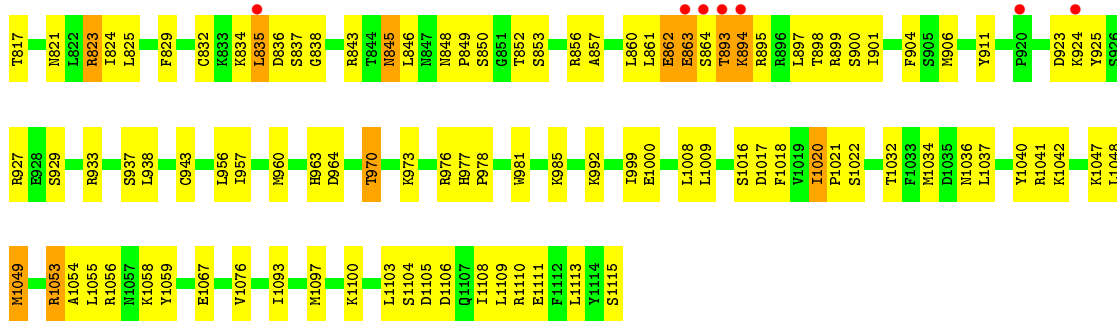 T817 N821 L822 R823 I824 L825 F829 C832 K833 K834 L835 D836 S837 G838 R843 T844 N845 L846 N847 N848 P849 S850 G851 T852 S853 R856 A857 L860 L861 E862 E863 S864 T893 K894 R895 R896 L897 T898 R899 S900 I901 F904 S905 M906 Y911 P920 D923 K924 Y925 S926
R927 E928 S929 R933 S937 L938 C943 L956 I957 M960 H963 D964 T970 K973 R976 H977 P978 W981 K985 K992 I999 E1000 L1008 L1009 S1016 D1017 F1018 V1019 I1020 P1021 S1022 T1032 F1033 M1034 D1035 N1036 L1037 Y1040 R1041 K1042 K1047
M1049 R1053 A1054 L1055 R1056 N1057 K1058 Y1059 E1067 V1076 I1093 M1097 K1100 L1103 S1104 D1105 D1106 Q1107 I1108 L1109 R1110 E1111 F1112 L1113 Y1114 S1115